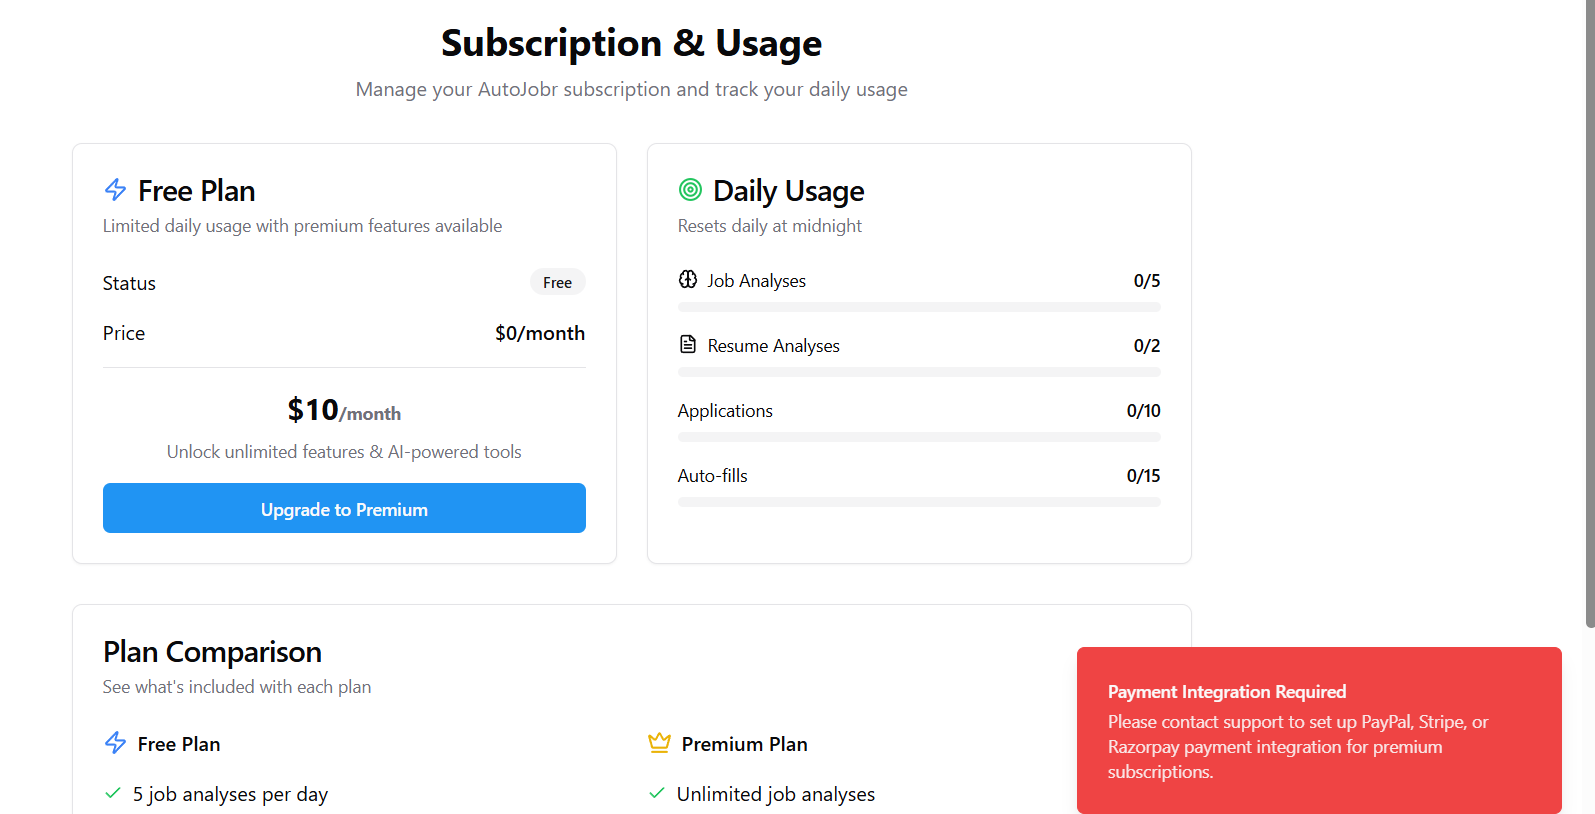 Subscription & Usage
Manage your AutoJobr subscription and track your daily usage
Free Plan
Limited daily usage with premium features available
Status
Free
Price
$0/month
$10/month
Unlock unlimited features & AI-powered tools
Upgrade to Premium
Daily Usage
Resets daily at midnight
Job Analyses
0/5
Resume Analyses
0/2
Applications
0/10
Auto-fills
0/15
Plan Comparison
See what's included with each plan
Free Plan
5 job analyses per day
Premium Plan
Unlimited job analyses
Payment Integration Required
Please contact support to set up PayPal, Stripe, or
Razorpay payment integration for premium
subscriptions.